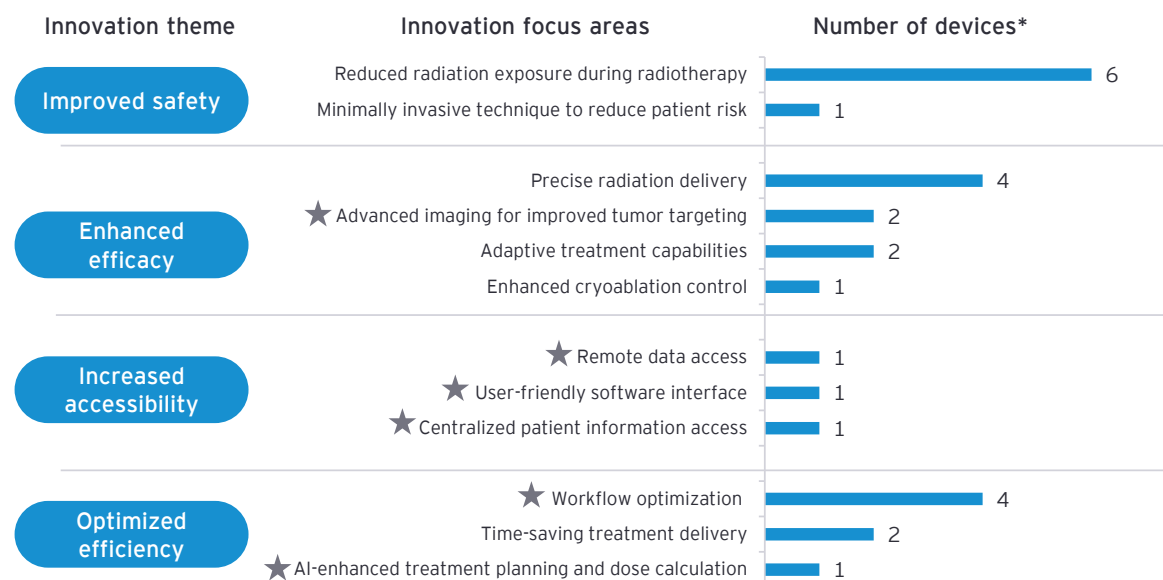 Innovation theme
Innovation focus areas
Number of devices*
Improved safety
Reduced radiation exposure during radiotherapy 6
Minimally invasive technique to reduce patient risk 1
Enhanced
efficacy
Precise radiation delivery 4
Advanced imaging for improved tumor targeting 2
Adaptive treatment capabilities 2
Enhanced cryoablation control 1
Increased
accessibility
Remote data access 1
User-friendly software interface 1
Centralized patient information access 1
Optimized
efficiency
Workflow optimization 4
Time-saving treatment delivery 2
AI-enhanced treatment planning and dose calculation 1